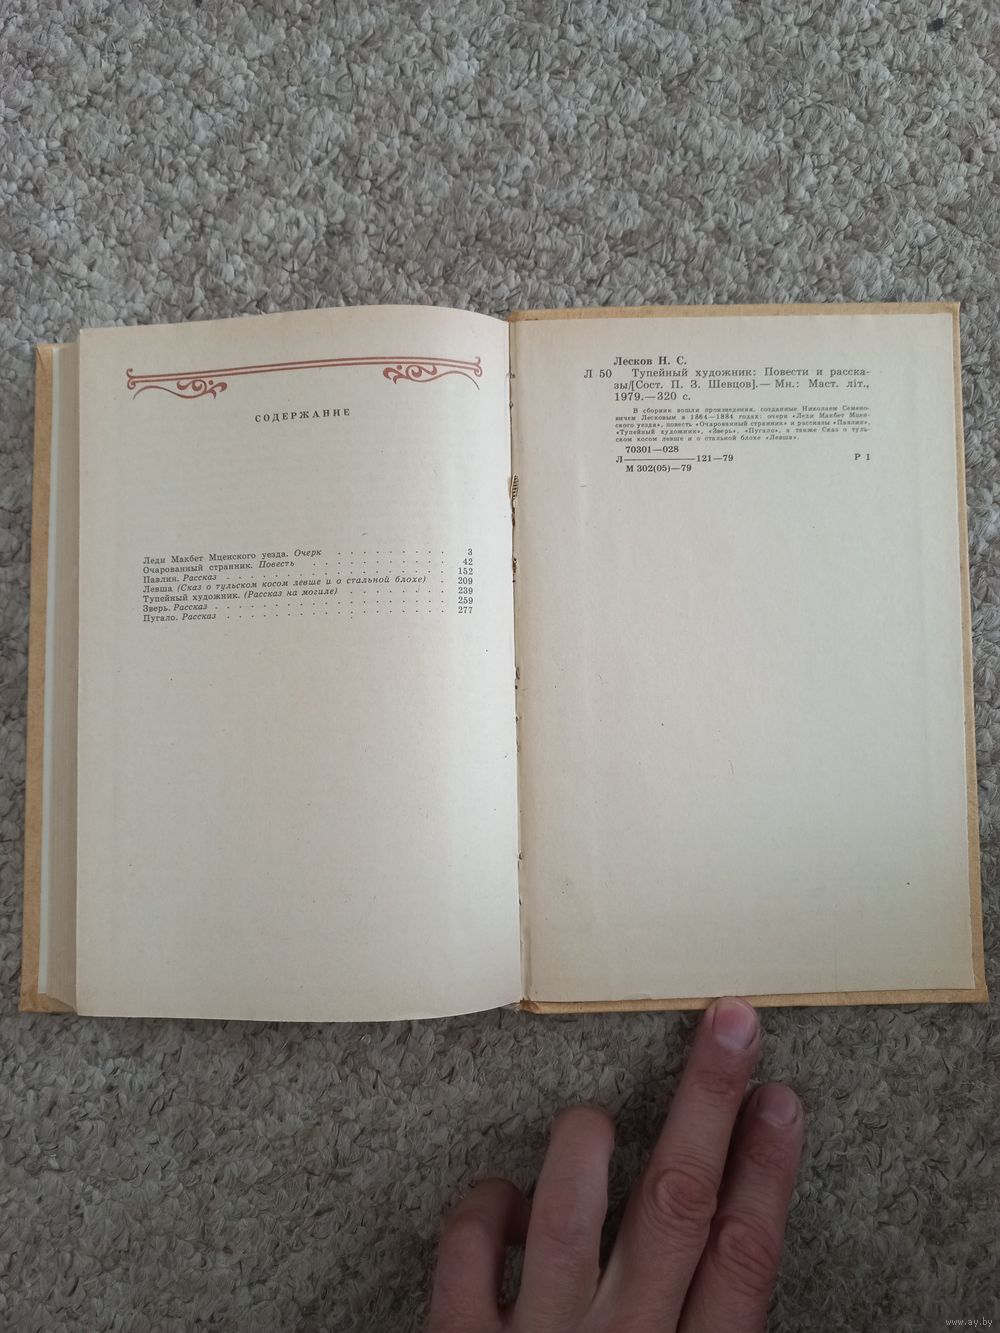 СОДЕРЖАНИЕ
Леди Макбет Мценского уезда. Очерк . . . . . . . . . 3
Очарованный странник. Повесть . . . . . . . . . . 42
Павлин. Рассказ . . . . . . . . . . . . . . . . 152
Левша (Сказ о тульском косом левше и о стальной блохе) . 209
Тупейный художник. (Рассказ на могиле) . . . . . . . . 239
Зверь. Рассказ . . . . . . . . . . . . . . . . . 259
Пугало. Рассказ . . . . . . . . . . . . . . . . 277
Лесков Н. С.
Л 50 Тупейный художник: Повести и расска-
зы/[Сост. П. З. Шевцов].— Мн.: Маст. літ.,
1979.—320 с.
В сборник вошли произведения, созданные Николаем Семено-
вичем Лесковым в 1864—1884 годах: очерк «Леди Макбет Мцен-
ского уезда», повесть «Очарованный странник» и рассказы «Павлин»,
«Тупейный художник», «Зверь», «Пугало», а также Сказ о туль-
ском косом левше и о стальной блохе «Левша».
70301—028
Л————121—79 Р 1
М 302(05)—79
www.ay.by